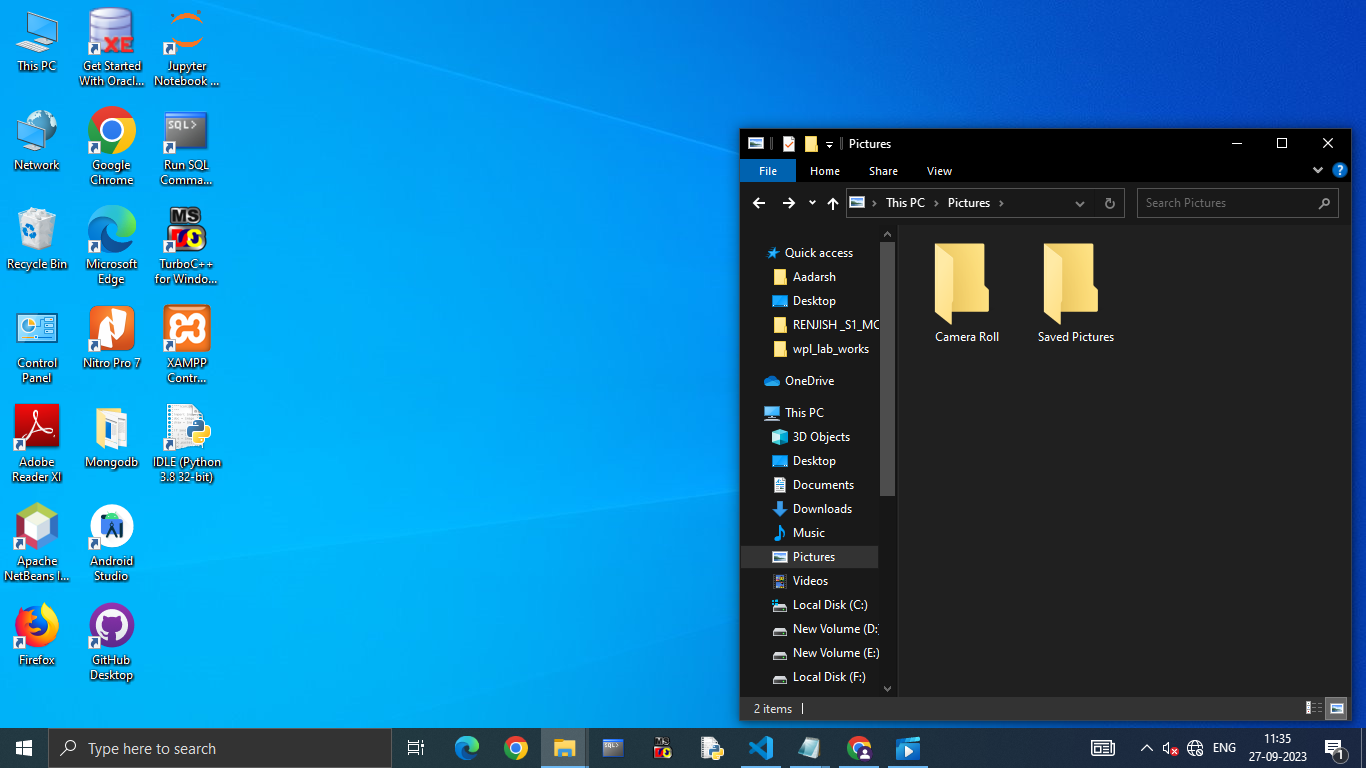 This PC
Get Started
With Oracl...
Jupyter
Notebook ...
Network
Google
Chrome
SQL>
Run SQL
Comma...
Recycle Bin
Microsoft
Edge
MS
TurboC++
for Windo...
Control
Panel
Nitro Pro 7
XAMPP
Contr...
Adobe
Reader XI
Mongodb
IDLE (Python
3.8 32-bit)
Apache
NetBeans I...
Android
Studio
Firefox
GitHub
Desktop
XE
Pictures
File Home Share View
This PC Pictures
Search Pictures
Quick access
Aadarsh
Desktop
RENJISH _S1_MC
wpl_lab_works
OneDrive
This PC
3D Objects
Desktop
Documents
Downloads
Music
Pictures
Videos
Local Disk (C:)
New Volume (D:)
New Volume (E:)
Local Disk (F:)
Camera Roll
Saved Pictures
2 items
Type here to search
SQL>
MS
ENG
11:35
27-09-2023
1